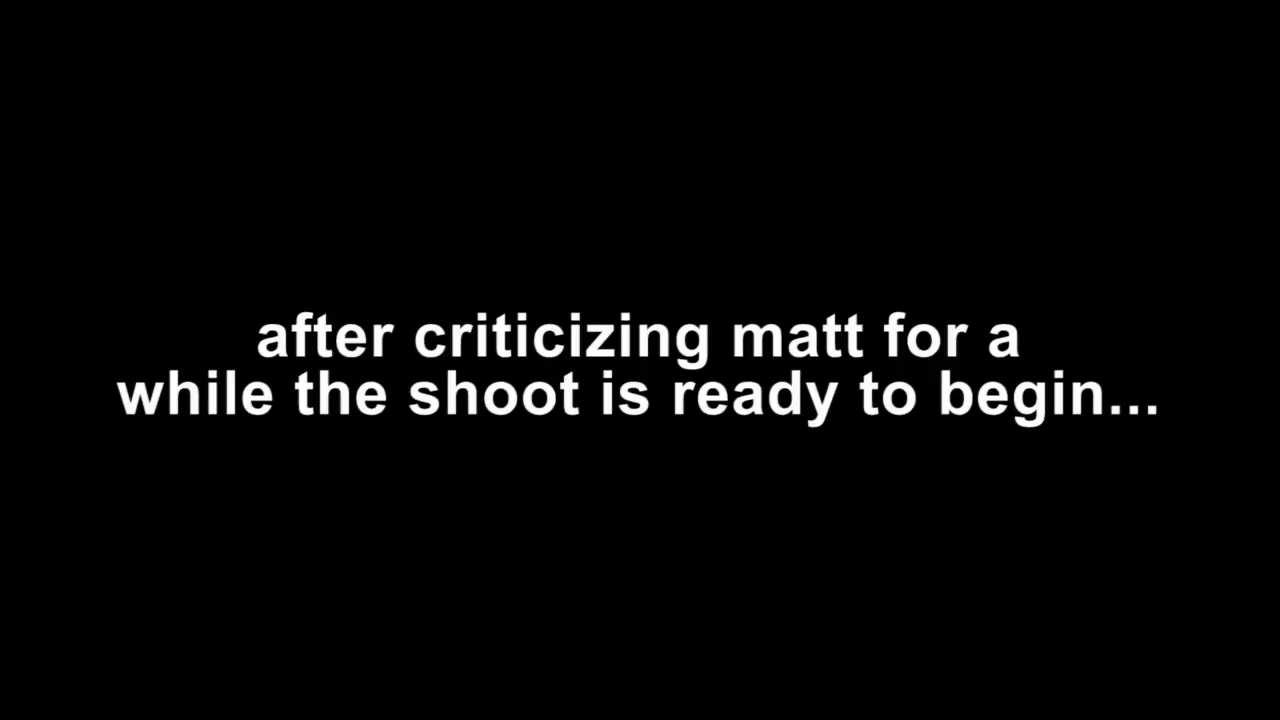 after criticizing matt for a
while the shoot is ready to begin...